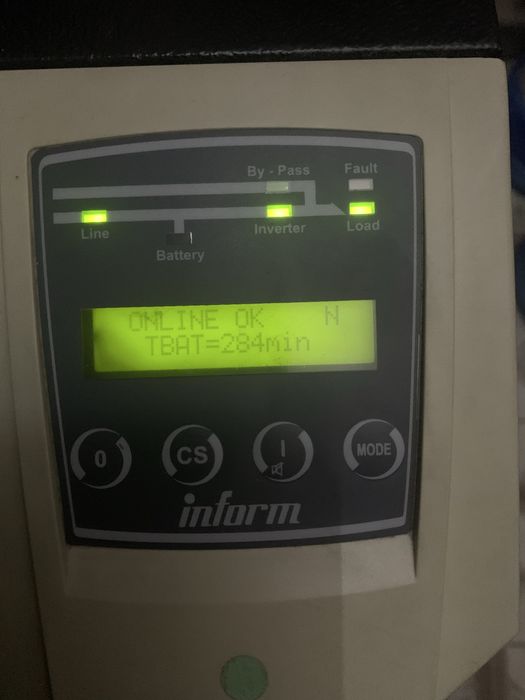 By - Pass
Fault
Line
Inverter
Load
Battery
ONLINE OK N
TBAT=284min
0
CS
I
MODE
inform